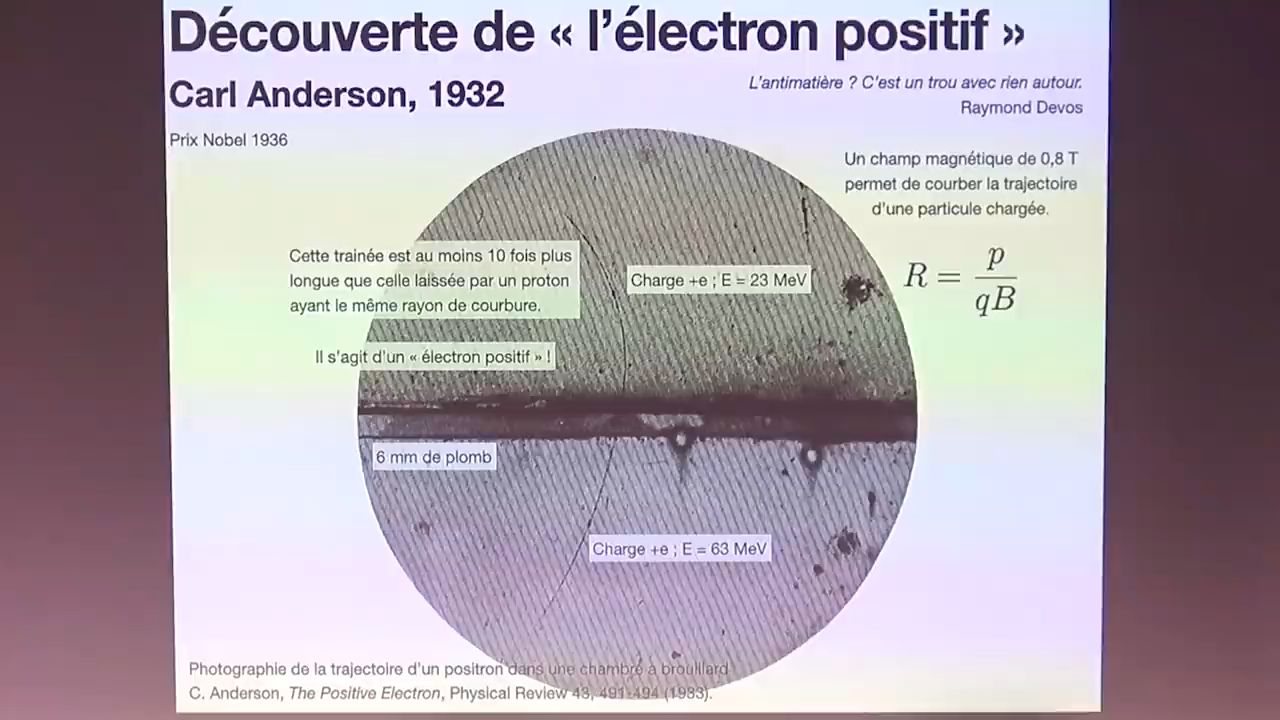 Découverte de « l'électron positif »
Carl Anderson, 1932
L'antimatière ? C'est un trou avec rien autour.
Raymond Devos
Prix Nobel 1936
Un champ magnétique de 0,8 T
permet de courber la trajectoire
d'une particule chargée.
R = p / qB
Cette trainée est au moins 10 fois plus
longue que celle laissée par un proton
ayant le même rayon de courbure.
Charge +e ; E = 23 MeV
Il s'agit d'un « électron positif » !
6 mm de plomb
Charge +e ; E = 63 MeV
Photographie de la trajectoire d'un positron dans une chambre à brouillard
C. Anderson, The Positive Electron, Physical Review 43, 491-494 (1933).